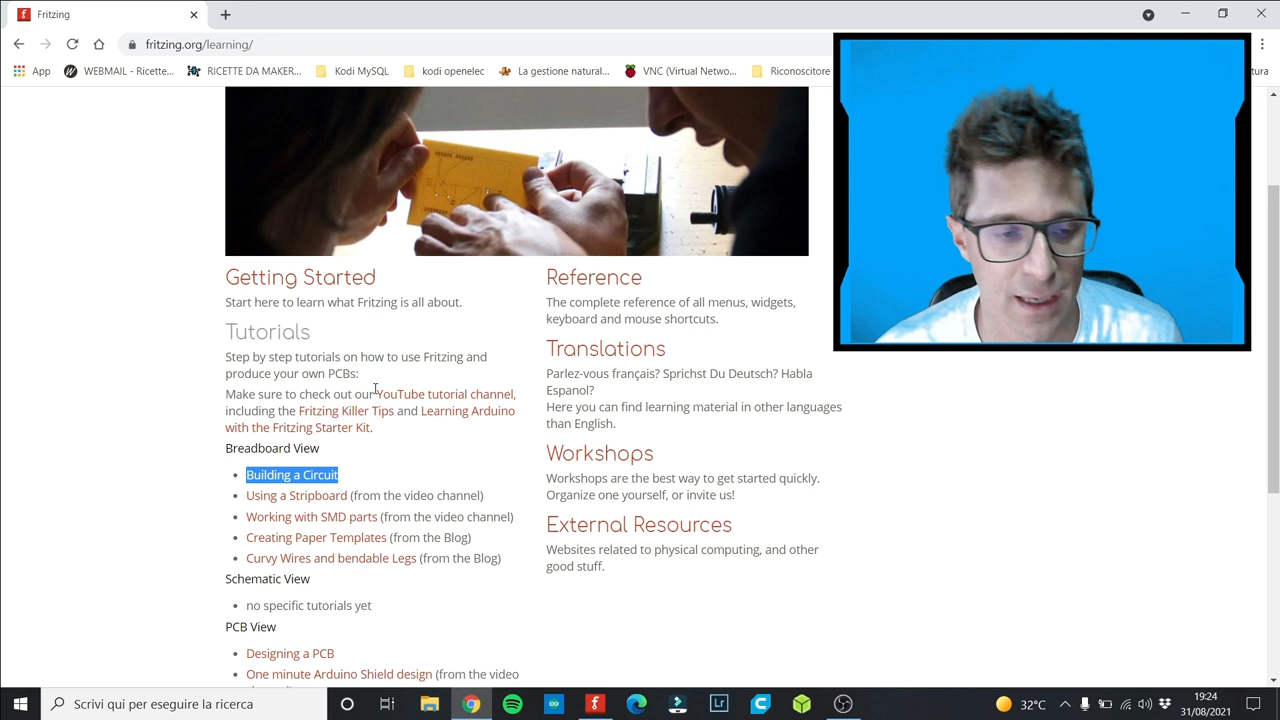 Fritzing
fritzing.org/learning/
App
WEBMAIL - Ricette...
RICETTE DA MAKER...
Kodi MySQL
kodi openelec
La gestione natural...
VNC (Virtual Netwo...
Riconoscitore
tura
Getting Started
Start here to learn what Fritzing is all about.
Tutorials
Step by step tutorials on how to use Fritzing and
produce your own PCBs:
Make sure to check out our YouTube tutorial channel,
including the Fritzing Killer Tips and Learning Arduino
with the Fritzing Starter Kit.
Breadboard View
Building a Circuit
Using a Stripboard (from the video channel)
Working with SMD parts (from the video channel)
Creating Paper Templates (from the Blog)
Curvy Wires and bendable Legs (from the Blog)
Schematic View
no specific tutorials yet
PCB View
Designing a PCB
One minute Arduino Shield design (from the video
Reference
The complete reference of all menus, widgets,
keyboard and mouse shortcuts.
Translations
Parlez-vous français? Sprichst Du Deutsch? Habla
Espanol?
Here you can find learning material in other languages
than English.
Workshops
Workshops are the best way to get started quickly.
Organize one yourself, or invite us!
External Resources
Websites related to physical computing, and other
good stuff.
Scrivi qui per eseguire la ricerca
Lr
32°C
19:24
31/08/2021